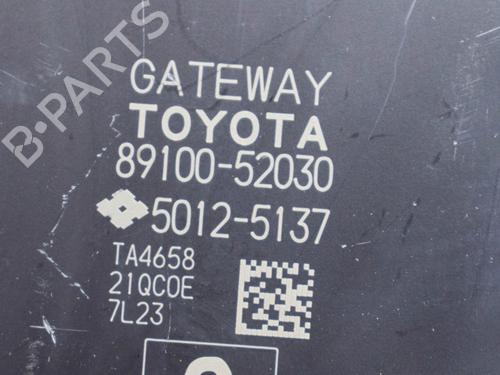 B-PARTS
GATEWAY
TOYOTA
89100-52030
5012-5137
TA4658
21QC0E
7L23